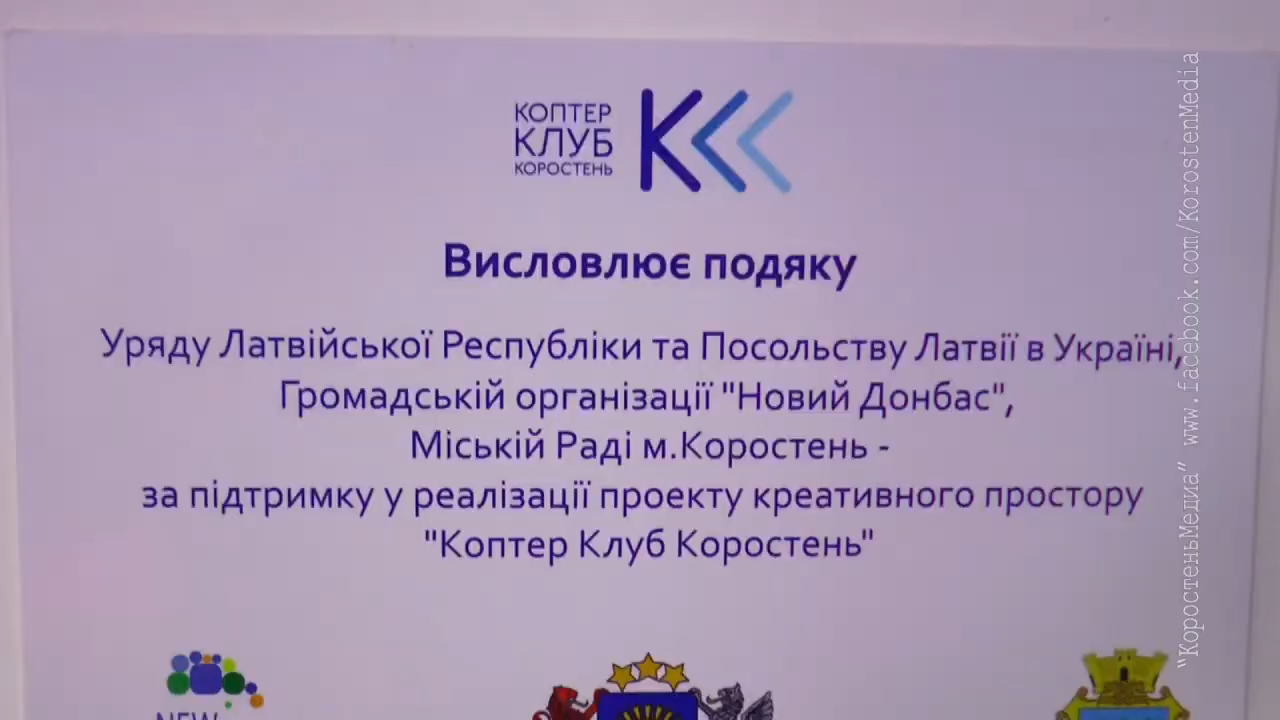 КОПТЕР
КЛУБ
КОРОСТЕНЬ
Висловлює подяку
Уряду Латвійської Республіки та Посольству Латвії в Україні,
Громадській організації "Новий Донбас",
Міській Раді м.Коростень -
за підтримку у реалізації проекту креативного простору
"Коптер Клуб Коростень"
NEW
"КоростеньМедиа" www.facebook.com/KorostenMedia